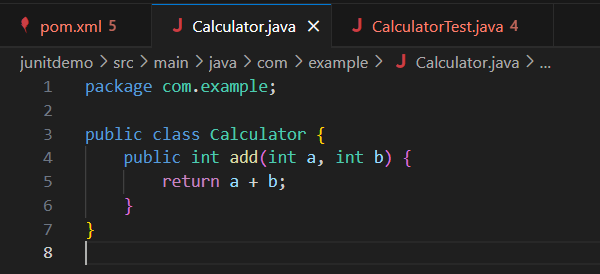 pom.xml 5 Calculator.java × CalculatorTest.java 4
junitdemo > src > main > java > com > example > Calculator.java > ...
1 package com.example;
2
3 public class Calculator {
4     public int add(int a, int b) {
5         return a + b;
6     }
7 }
8